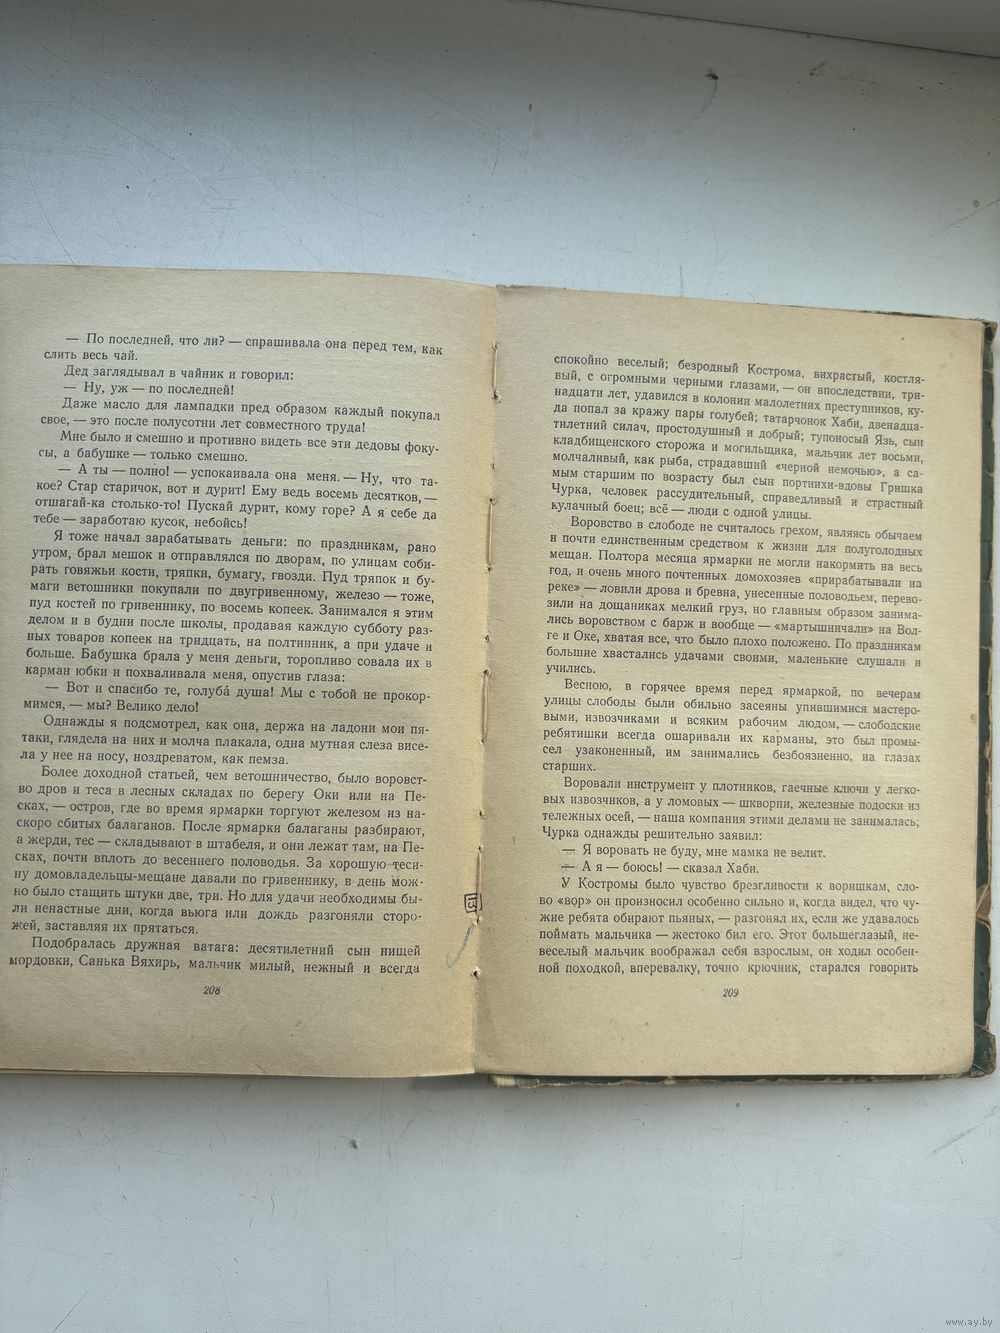 — По последней, что ли? — спрашивала она перед тем, как
слить весь чай.
Дед заглядывал в чайник и говорил:
— Ну, уж — по последней!
Даже масло для лампадки пред образом каждый покупал
свое, — это после полусотни лет совместного труда!
Мне было и смешно и противно видеть все эти дедовы фоку-
сы, а бабушке — только смешно.
— А ты — полно! — успокаивала она меня. — Ну, что та-
кое? Стар старичок, вот и дурит! Ему ведь восемь десятков, —
отшагай-ка столько-то! Пускай дурит, кому горе? А я себе да
тебе — заработаю кусок, небойсь!
Я тоже начал зарабатывать деньги: по праздникам, рано
утром, брал мешок и отправлялся по дворам, по улицам соби-
рать говяжьи кости, тряпки, бумагу, гвозди. Пуд тряпок и бу-
маги ветошники покупали по двугривенному, железо — тоже,
пуд костей по гривеннику, по восемь копеек. Занимался я этим
делом и в будни после школы, продавая каждую субботу раз-
ных товаров копеек на тридцать, на полтинник, а при удаче и
больше. Бабушка брала у меня деньги, торопливо совала их в
карман юбки и похваливала меня, опустив глаза:
— Вот и спасибо те, голуба́ душа! Мы с тобой не прокор-
мимся, — мы? Велико дело!
Однажды я подсмотрел, как она, держа на ладони мои пя-
таки, глядела на них и молча плакала, одна мутная слеза висе-
ла у нее на носу, ноздреватом, как пемза.
Более доходной статьей, чем ветошничество, было воровст-
во дров и теса в лесных складах по берегу Оки или на Пе-
сках, — остров, где во время ярмарки торгуют железом из на-
скоро сбитых балаганов. После ярмарки балаганы разбирают,
а жерди, тес — складывают в штабеля, и они лежат там, на Пе-
сках, почти вплоть до весеннего половодья. За хорошую теси-
ну домовладельцы-мещане давали по гривеннику, в день мож-
но было стащить штуки две, три. Но для удачи необходимы бы-
ли ненастные дни, когда вьюга или дождь разгоняли сторо-
жей, заставляя их прятаться.
Подобралась дружная ватага: десятилетний сын нищей
мордовки, Санька Вяхирь, мальчик милый, нежный и всегда
208
спокойно веселый; безродный Кострома, вихрастый, костля-
вый, с огромными черными глазами, — он впоследствии, три-
надцати лет, удавился в колонии малолетних преступников, ку-
да попал за кражу пары голубей; татарчонок Хаби, двенадца-
тилетний силач, простодушный и добрый; тупоносый Язь, сын
кладбищенского сторожа и могильщика, мальчик лет восьми,
молчаливый, как рыба, страдавший «черной немочью», а са-
мым старшим по возрасту был сын портнихи-вдовы Гришка
Чурка, человек рассудительный, справедливый и страстный
кулачный боец; всё — люди с одной улицы.
Воровство в слободе не считалось грехом, являясь обычаем
и почти единственным средством к жизни для полуголодных
мещан. Полтора месяца ярмарки не могли накормить на весь
год, и очень много почтенных домохозяев «прирабатывали на
реке» — ловили дрова и бревна, унесенные половодьем, перево-
зили на дощаниках мелкий груз, но главным образом занима-
лись воровством с барж и вообще — «мартышничали» на Вол-
ге и Оке, хватая все, что было плохо положено. По праздникам
большие хвастались удачами своими, маленькие слушали и
учились.
Весною, в горячее время перед ярмаркой, по вечерам
улицы слободы были обильно засеяны упившимися мастеро-
выми, извозчиками и всяким рабочим людом, — слободские
ребятишки всегда ошаривали их карманы, это был промы-
сел узаконенный, им занимались безбоязненно, на глазах
старших.
Воровали инструмент у плотников, гаечные ключи у легко-
вых извозчиков, а у ломовых — шкворни, железные подоски из
тележных осей, — наша компания этими делами не занималась;
Чурка однажды решительно заявил:
— Я воровать не буду, мне мамка не велит.
— А я — боюсь! — сказал Хаби.
У Костромы было чувство брезгливости к воришкам, сло-
во «вор» он произносил особенно сильно и, когда видел, что чу-
жие ребята обирают пьяных, — разгонял их, если же удавалось
поймать мальчика — жестоко бил его. Этот большеглазый, не-
веселый мальчик воображал себя взрослым, он ходил особен-
ной походкой, вперевалку, точно крючник, старался говорить
209
www.ay.by